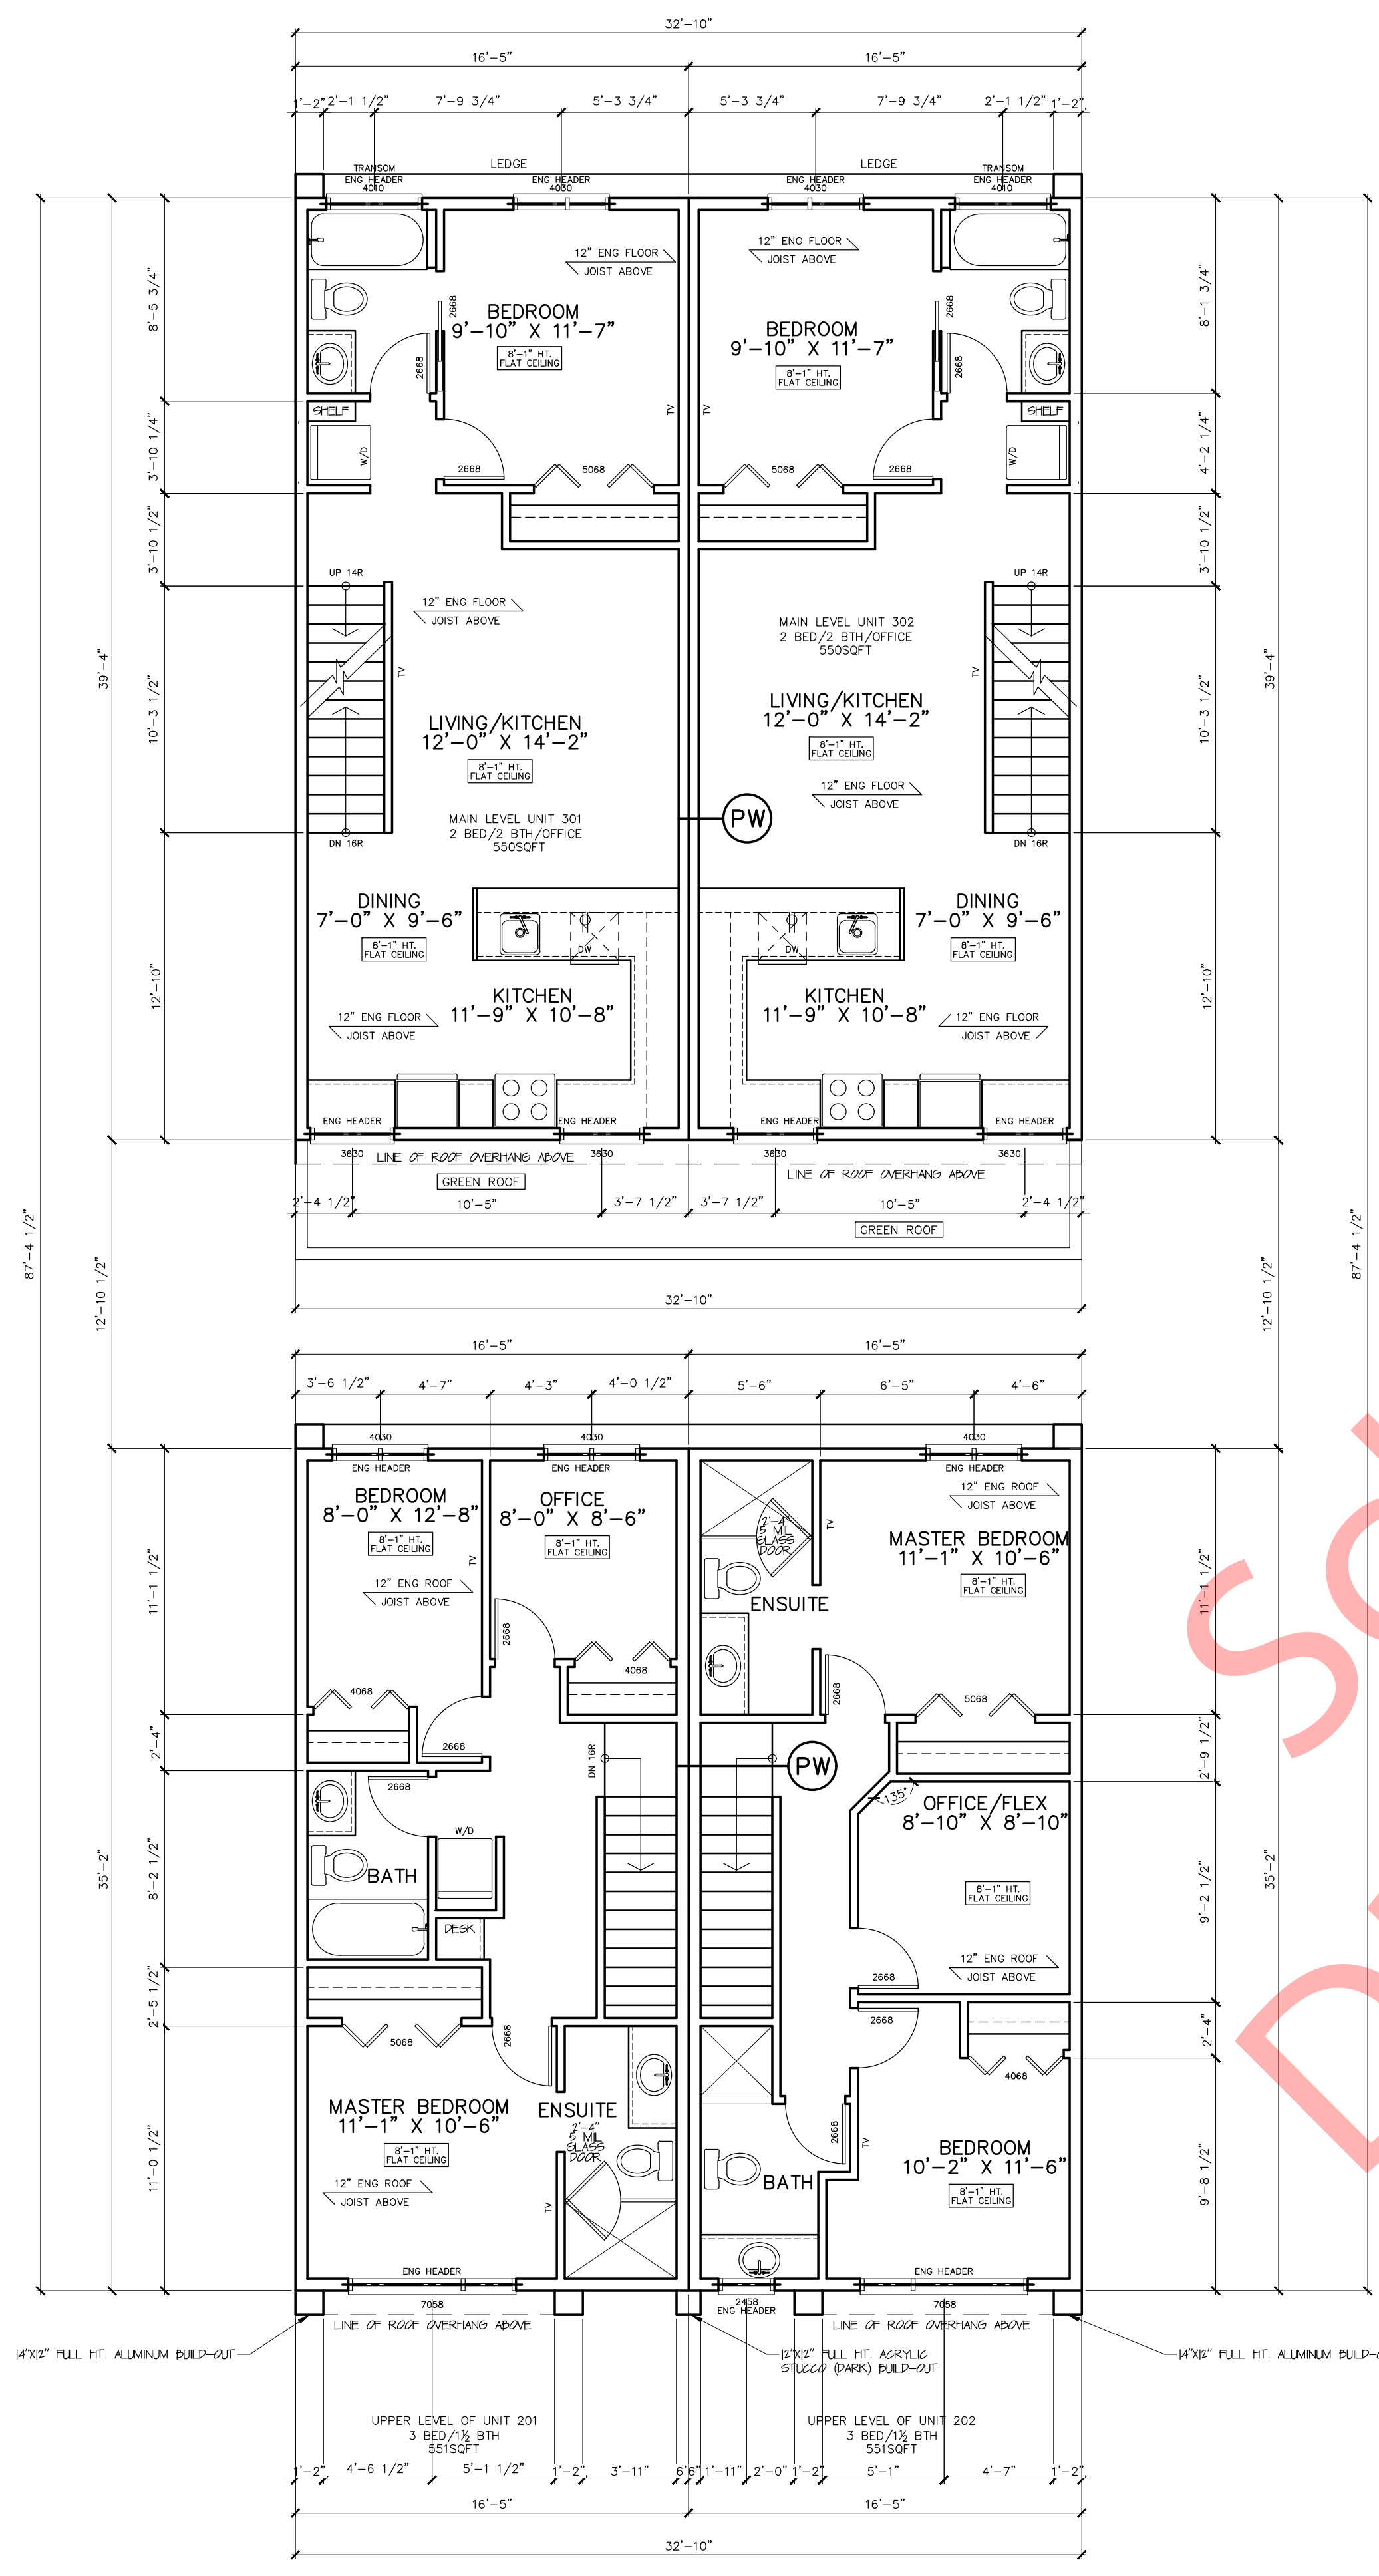 32'-10"
16'-5" 16'-5"
1'-2" 2'-1 1/2" 7'-9 3/4" 5'-3 3/4" 5'-3 3/4" 7'-9 3/4" 2'-1 1/2" 1'-2"
LEDGE LEDGE
TRANSOM TRANSOM
ENG HEADER ENG HEADER ENG HEADER ENG HEADER
4010 4030 4030 4010
12" ENG FLOOR
JOIST ABOVE
12" ENG FLOOR
JOIST ABOVE
8'-5 3/4"
8'-1 3/4"
2668
2668
BEDROOM
9'-10" X 11'-7"
8'-1" HT.
FLAT CEILING
BEDROOM
9'-10" X 11'-7"
8'-1" HT.
FLAT CEILING
2668
2668
SHELF TV TV SHELF
3'-10 1/4" W/D W/D 4'-2 1/4"
2668 5068 5068 2668
3'-10 1/2" 3'-10 1/2"
UP 14R UP 14R
12" ENG FLOOR
JOIST ABOVE
MAIN LEVEL UNIT 302
2 BED/2 BTH/OFFICE
550SQFT
39'-4" TV TV 39'-4"
10'-3 1/2" 10'-3 1/2"
LIVING/KITCHEN
12'-0" X 14'-2"
8'-1" HT.
FLAT CEILING
LIVING/KITCHEN
12'-0" X 14'-2"
8'-1" HT.
FLAT CEILING
12" ENG FLOOR
JOIST ABOVE
MAIN LEVEL UNIT 301
2 BED/2 BTH/OFFICE
550SQFT
PW
DN 16R DN 16R
DINING
7'-0" X 9'-6"
8'-1" HT.
FLAT CEILING
DINING
7'-0" X 9'-6"
8'-1" HT.
FLAT CEILING
DW DW
12'-10" 12'-10"
KITCHEN
11'-9" X 10'-8"
KITCHEN
11'-9" X 10'-8"
12" ENG FLOOR
JOIST ABOVE
12" ENG FLOOR
JOIST ABOVE
ENG HEADER ENG HEADER ENG HEADER ENG HEADER
3630 3630 3630 3630
LINE OF ROOF OVERHANG ABOVE
LINE OF ROOF OVERHANG ABOVE
GREEN ROOF
2'-4 1/2" 10'-5" 3'-7 1/2" 3'-7 1/2" 10'-5" 2'-4 1/2"
GREEN ROOF
87'-4 1/2" 87'-4 1/2"
12'-10 1/2" 12'-10 1/2"
32'-10"
16'-5" 16'-5"
3'-6 1/2" 4'-7" 4'-3" 4'-0 1/2" 5'-6" 6'-5" 4'-6"
4030 4030 4030
ENG HEADER ENG HEADER ENG HEADER
BEDROOM
8'-0" X 12'-8"
8'-1" HT.
FLAT CEILING
OFFICE
8'-0" X 8'-6"
8'-1" HT.
FLAT CEILING
12" ENG ROOF
JOIST ABOVE
2'-4"
5 MIL
GLASS
DOOR
TV
MASTER BEDROOM
11'-1" X 10'-6"
8'-1" HT.
FLAT CEILING
TV
12" ENG ROOF
JOIST ABOVE
ENSUITE
11'-1 1/2" 11'-1 1/2"
2668
4068
4068 2668 5068
2'-4" 2668 DN 16R 2'-9 1/2"
2668
PW
135°
OFFICE/FLEX
8'-10" X 8'-10"
W/D
35'-2" BATH 35'-2"
8'-2 1/2" 9'-2 1/2"
8'-1" HT.
FLAT CEILING
DESK
12" ENG ROOF
JOIST ABOVE
2668
2'-5 1/2" 2'-4"
5068 2668 2668
4068
MASTER BEDROOM
11'-1" X 10'-6"
8'-1" HT.
FLAT CEILING
ENSUITE
2'-4"
5 MIL
GLASS
DOOR
2668
TV
BEDROOM
10'-2" X 11'-6"
8'-1" HT.
FLAT CEILING
BATH
12" ENG ROOF
JOIST ABOVE
TV
11'-0 1/2" 9'-8 1/2"
ENG HEADER ENG HEADER
7058 2458 7058
ENG HEADER
LINE OF ROOF OVERHANG ABOVE LINE OF ROOF OVERHANG ABOVE
14"X12" FULL HT. ALUMINUM BUILD-OUT
12"X12" FULL HT. ACRYLIC
STUCCO (DARK) BUILD-OUT
14"X12" FULL HT. ALUMINUM
UPPER LEVEL OF UNIT 201
3 BED/1½ BTH
551SQFT
UPPER LEVEL OF UNIT 202
3 BED/1½ BTH
551SQFT
1'-2" 4'-6 1/2" 5'-1 1/2" 1'-2" 3'-11" 6" 6" 1'-11" 2'-0" 1'-2" 5'-1" 4'-7" 1'-2"
16'-5" 16'-5"
32'-10"